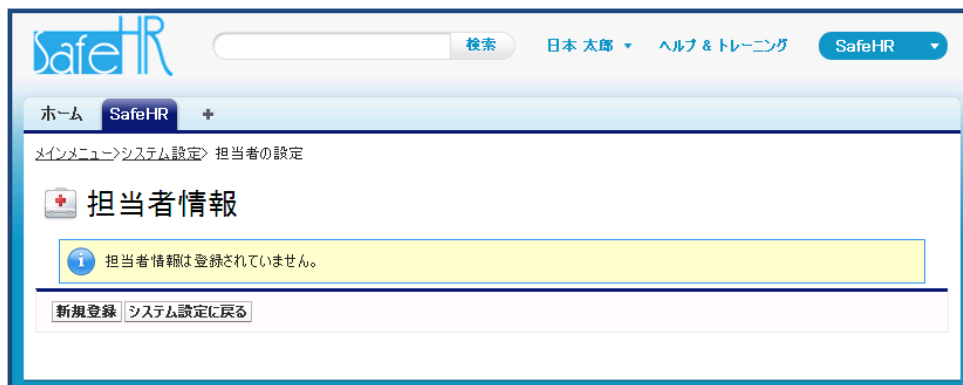 SafeHR
検索
日本 太郎 ▼ ヘルプ & トレーニング SafeHR ▼
ホーム SafeHR +
メインメニュー>システム設定> 担当者の設定
担当者情報
担当者情報は登録されていません。
新規登録 システム設定に戻る